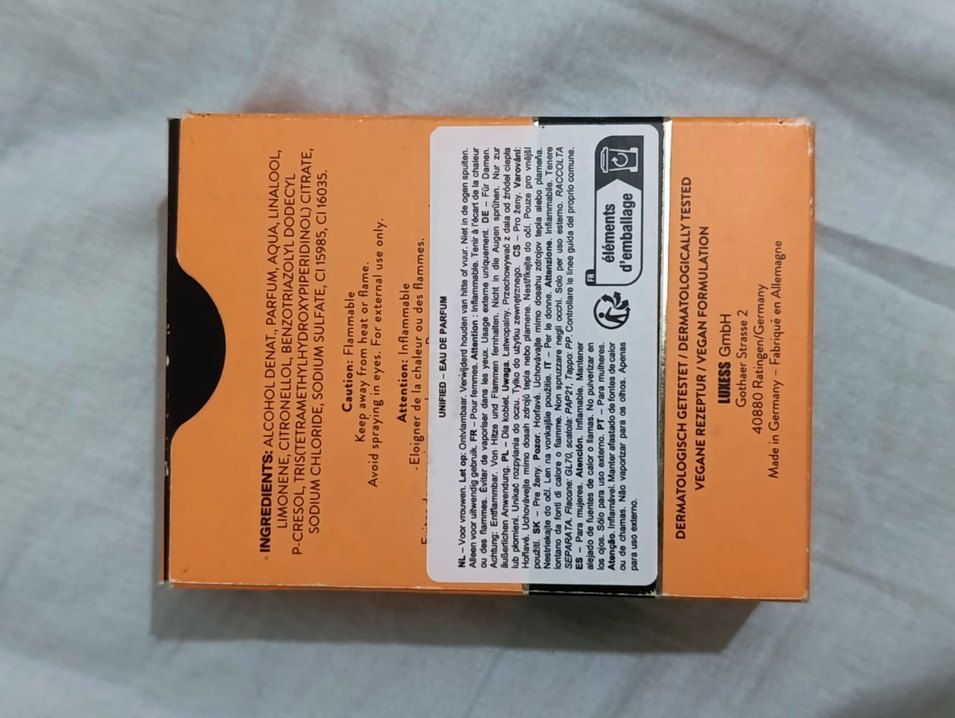 INGREDIENTS: ALCOHOL DENAT., PARFUM, AQUA, LINALOOL,
LIMONENE, CITRONELLOL, BENZOTRIAZOLYL DODECYL
P-CRESOL, TRIS(TETRAMETHYLHYDROXYPIPERIDINOL) CITRATE,
SODIUM CHLORIDE, SODIUM SULFATE, CI 15985, CI 16035.
Caution: Flammable
Keep away from heat or flame.
Avoid spraying in eyes. For external use only.
Attention: Inflammable
Eloigner de la chaleur ou des flammes.
UNIFIED – EAU DE PARFUM
NL – Voor vrouwen. Let op: Ontvlambaar. Verwijderd houden van hitte of vuur. Niet in de ogen spuiten.
Alleen voor uitwendig gebruik. FR – Pour femmes. Attention : Inflammable. Tenir à l'écart de la chaleur
ou des flammes. Éviter de vaporiser dans les yeux. Usage externe uniquement. DE – Für Damen.
Achtung: Entflammbar. Von Hitze und Flammen fernhalten. Nicht in die Augen sprühen. Nur zur
äußerlichen Anwendung. PL – Dla kobiet. Uwaga. Łatwopalny. Przechowywać z dala od źródeł ciepła
lub płomieni. Unikać rozpylania do oczu. Tylko do użytku zewnętrznego. CS – Pro ženy. Varování:
Hořlavé. Uchovávejte mimo dosah zdrojů tepla nebo plamene. Nestříkejte do očí. Pouze pro vnější
použití. SK – Pre ženy. Pozor. Horľavé. Uchovávajte mimo dosahu zdrojov tepla alebo plameňa.
Nestriekajte do očí. Len na vonkajšie použitie. IT – Per le donne. Attenzione. Infiammabile. Tenere
lontano da fonti di calore o fiamme. Non spruzzare negli occhi. Solo per uso esterno. RACCOLTA
SEPARATA. Flacone: GL70, scatola: PAP21, Tappo: PP. Controllare le linee guida del proprio comune.
ES – Para mujeres. Atención. Inflamable. Mantener
alejado de fuentes de calor o llamas. No pulverizar en
los ojos. Sólo para uso externo. PT – Para mulheres.
Atenção. Inflamável. Manter afastado de fontes de calor
ou de chamas. Não vaporizar para os olhos. Apenas
para uso externo.
FR
éléments
d'emballage
DERMATOLOGISCH GETESTET / DERMATOLOGICALLY TESTED
VEGANE REZEPTUR / VEGAN FORMULATION
LUXESS GmbH
Gothaer Strasse 2
40880 Ratingen/Germany
Made in Germany – Fabriqué en Allemagne